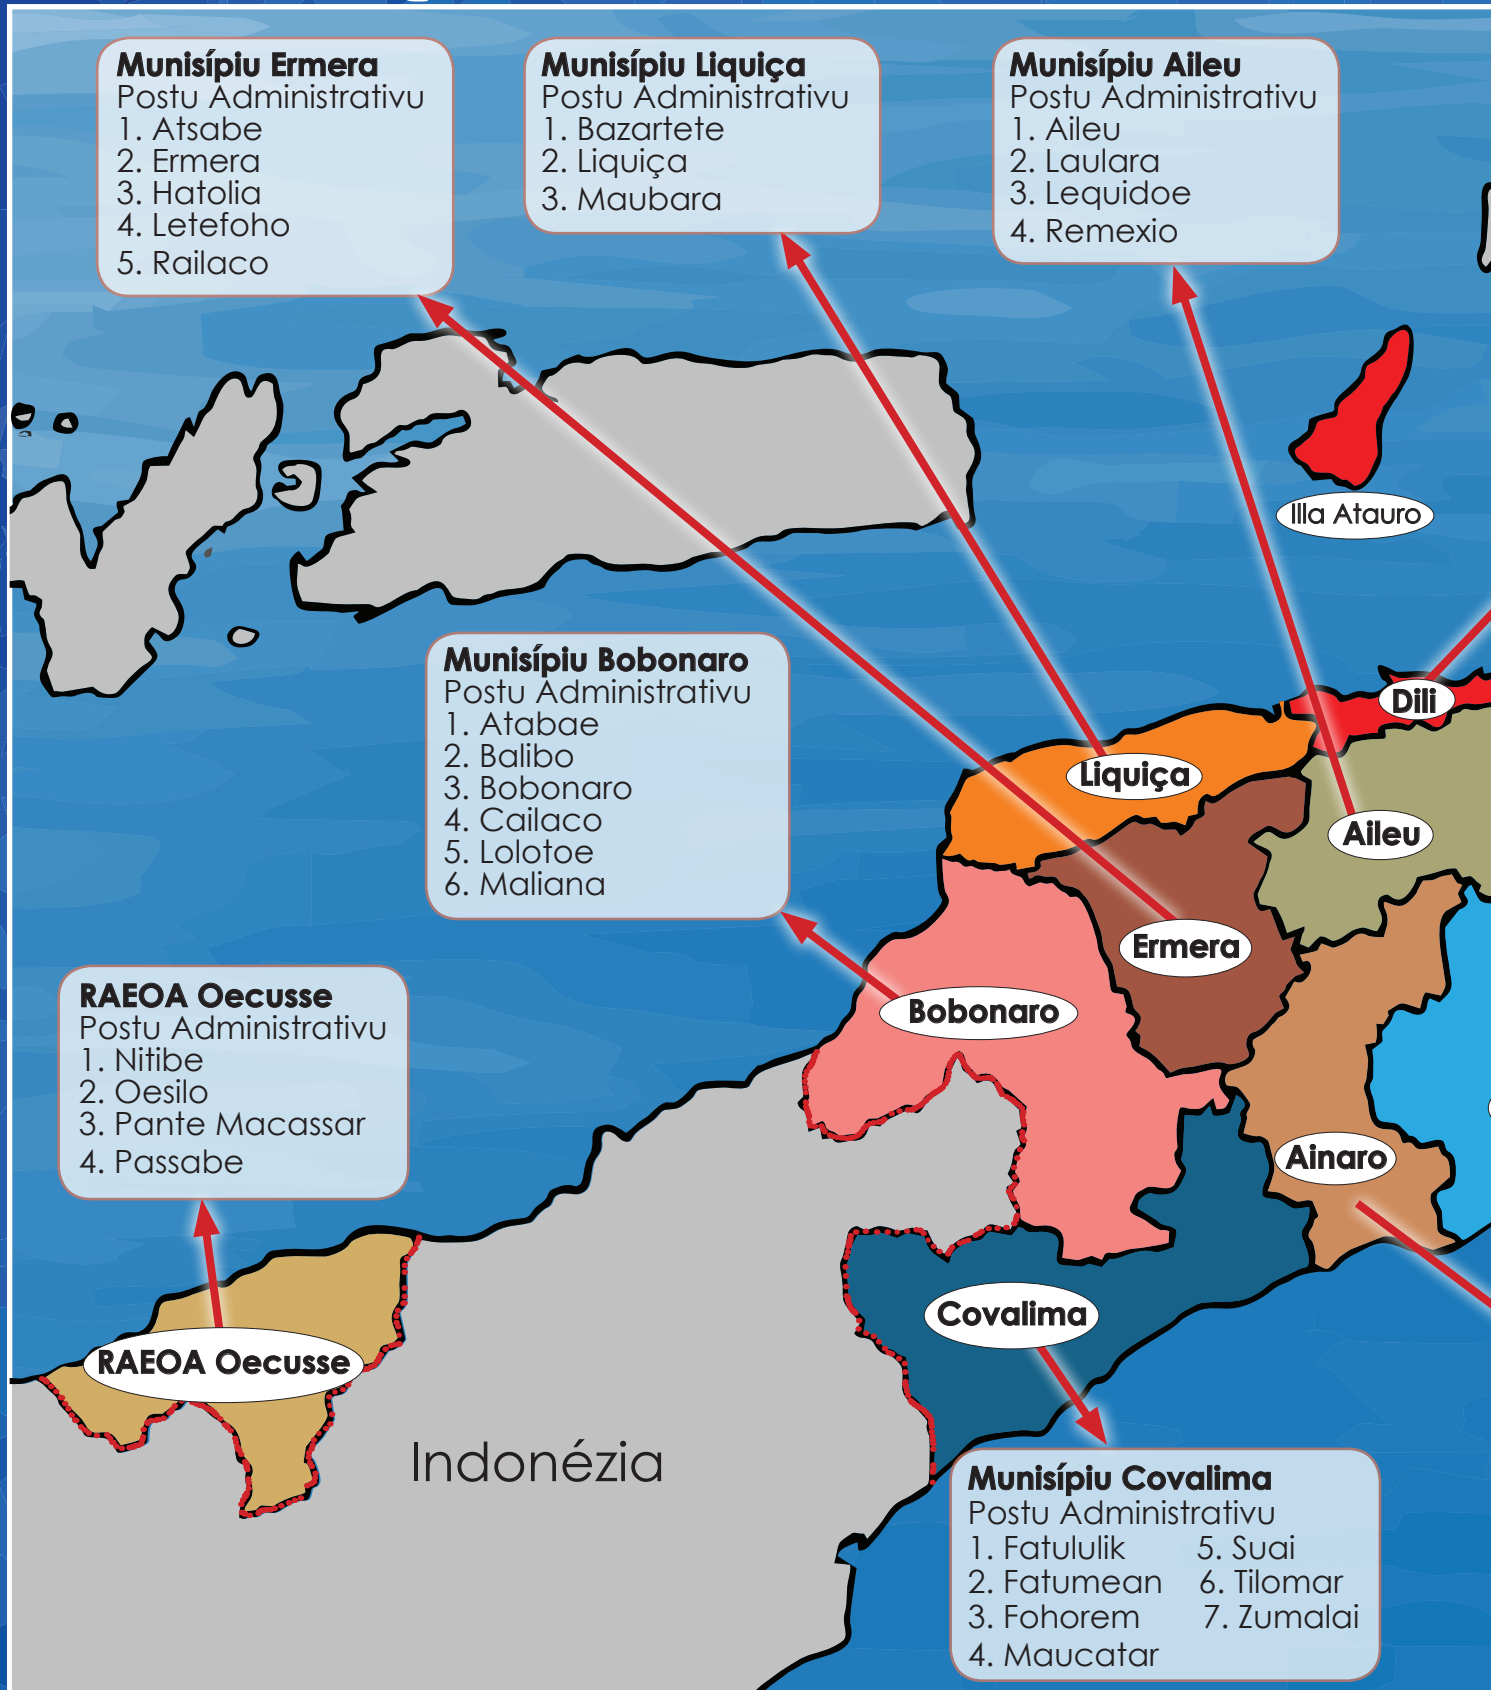 Munisípiu Ermera
Postu Administrativu
1. Atsabe
2. Ermera
3. Hatolia
4. Letefoho
5. Railaco
Munisípiu Liquiça
Postu Administrativu
1. Bazartete
2. Liquiça
3. Maubara
Munisípiu Aileu
Postu Administrativu
1. Aileu
2. Laulara
3. Lequidoe
4. Remexio
Illa Atauro
Munisípiu Bobonaro
Postu Administrativu
1. Atabae
2. Balibo
3. Bobonaro
4. Cailaco
5. Lolotoe
6. Maliana
Dili
Liquiça
Aileu
Ermera
Bobonaro
RAEOA Oecusse
Postu Administrativu
1. Nitibe
2. Oesilo
3. Pante Macassar
4. Passabe
Ainaro
Covalima
RAEOA Oecusse
Indonézia
Munisípiu Covalima
Postu Administrativu
1. Fatululik 5. Suai
2. Fatumean 6. Tilomar
3. Fohorem 7. Zumalai
4. Maucatar